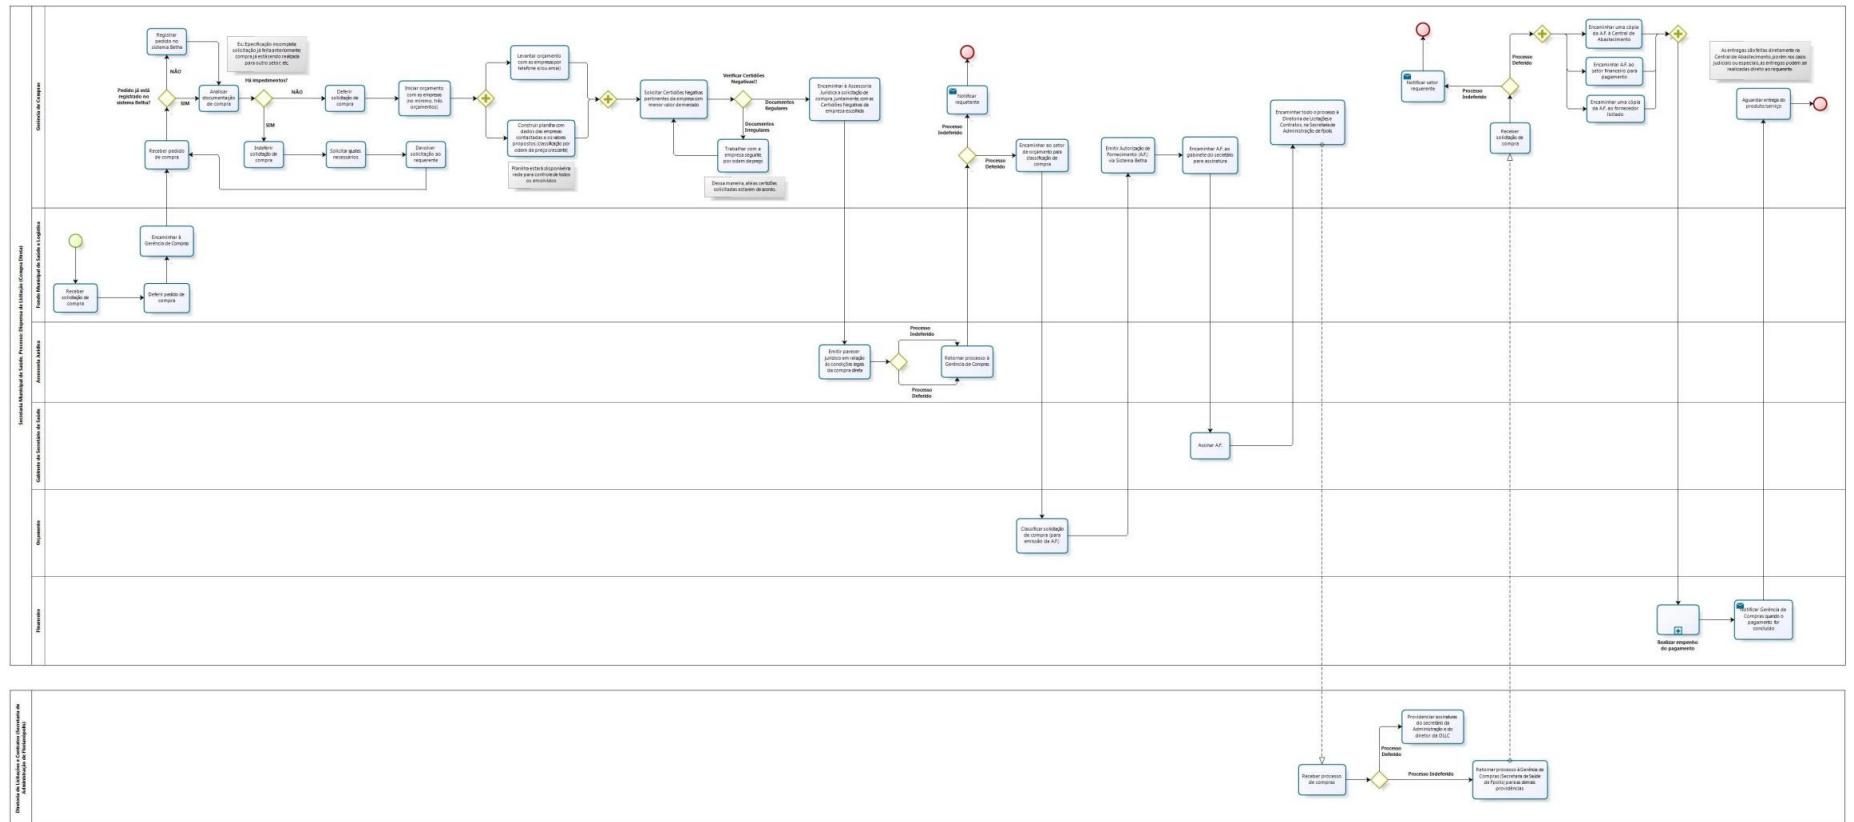 Secretaria Municipal de Saúde. Processo: Dispensa de Licitação (Compra Direta)
Gerência de Compras
Registrar
pedido no
sistema Betha
NÃO
Pedido já está
registrado no
sistema Betha?
SIM
Analisar
documentação
de compra
Ex.: Especificação incompleta;
solicitação já feita anteriormente;
compra já está sendo realizada
para outro setor; etc.
Há impedimentos?
NÃO
SIM
Deferir
solicitação de
compra
Iniciar orçamento
com as empresas
(no mínimo, três
orçamentos)
Receber pedido
de compra
Indeferir
solicitação de
compra
Solicitar ajustes
necessários
Devolver
solicitação ao
requerente
Levantar orçamento
com as empresas por
telefone e/ou email
Construir planilha com
dados das empresas
contactadas e os valores
propostos (classificação por
ordem de preço crescente)
Planilha estará disponível na
rede para controle de todos
os envolvidos
Solicitar Certidões Negativas
pertinentes da empresa com
menor valor de mercado
Verificar Certidões
Negativas!!
Documentos
Regulares
Documentos
Irregulares
Trabalhar com a
empresa seguinte,
por ordem de preço
Dessa maneira, até as certidões
solicitadas estarem de acordo.
Encaminhar à Assessoria
Jurídica a solicitação de
compra, juntamente com as
Certidões Negativas da
empresa escolhida
Notificar
requerente
Processo
Indeferido
Processo
Deferido
Encaminhar ao setor
de orçamento para
classificação de
compra
Emitir Autorização de
Fornecimento (A.F.)
via Sistema Betha
Encaminhar A.F. ao
gabinete do secretário
para assinatura
Encaminhar todo o processo à
Diretoria de Licitações e
Contratos, na Secretaria de
Administração de Fpolis
Notificar setor
requerente
Processo
Indeferido
Processo
Deferido
Receber
solicitação de
compra
Encaminhar uma cópia
da A.F. à Central de
Abastecimento
Encaminhar A.F. ao
setor financeiro para
pagamento
Encaminhar uma cópia
da A.F. ao fornecedor
licitado
As entregas são feitas diretamente na
Central de Abastecimento, porém nos casos
judiciais ou especiais, as entregas podem ser
realizadas direto ao requerente.
Aguardar entrega do
produto/serviço
Fundo Municipal de Saúde e Logística
Encaminhar à
Gerência de Compras
Receber
solicitação de
compra
Deferir pedido de
compra
Assessoria Jurídica
Emitir parecer
jurídico em relação
às condições legais
da compra direta
Processo
Indeferido
Processo
Deferido
Retornar processo à
Gerência de Compras
Gabinete do Secretário de Saúde
Assinar A.F.
Orçamento
Classificar solicitação
de compra (para
emissão da A.F.)
Financeiro
Realizar empenho
do pagamento
Notificar Gerência de
Compras quando o
pagamento for
concluído
Diretoria de Licitações e Contratos (Secretaria de
Administração de Florianópolis)
Receber processo
de compras
Processo
Deferido
Processo Indeferido
Providenciar assinaturas
do secretário da
Administração e do
diretor da DSLC
Retornar processo à Gerência de
Compras (Secretaria de Saúde
de Fpolis) para as demais
providências